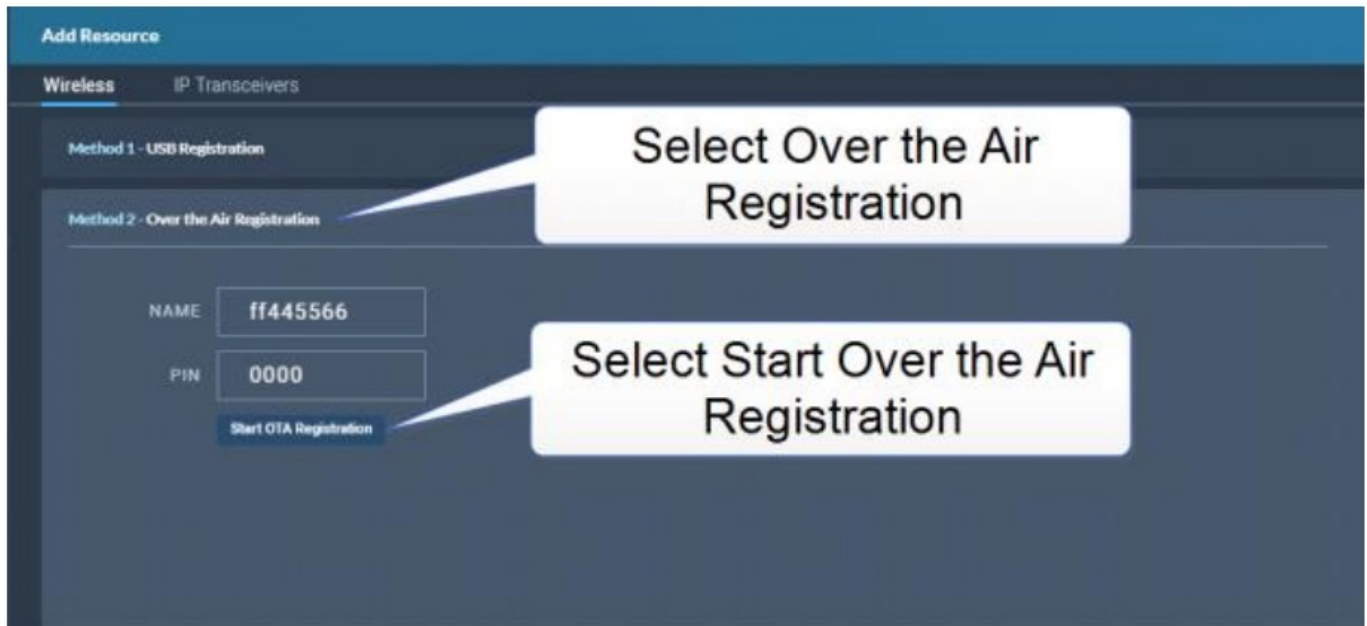 Add Resource
Wireless IP Transceivers
Method 1 - USB Registration
Select Over the Air
Registration
Method 2 - Over the Air Registration
NAME ff445566
PIN 0000
Select Start Over the Air
Registration
Start OTA Registration